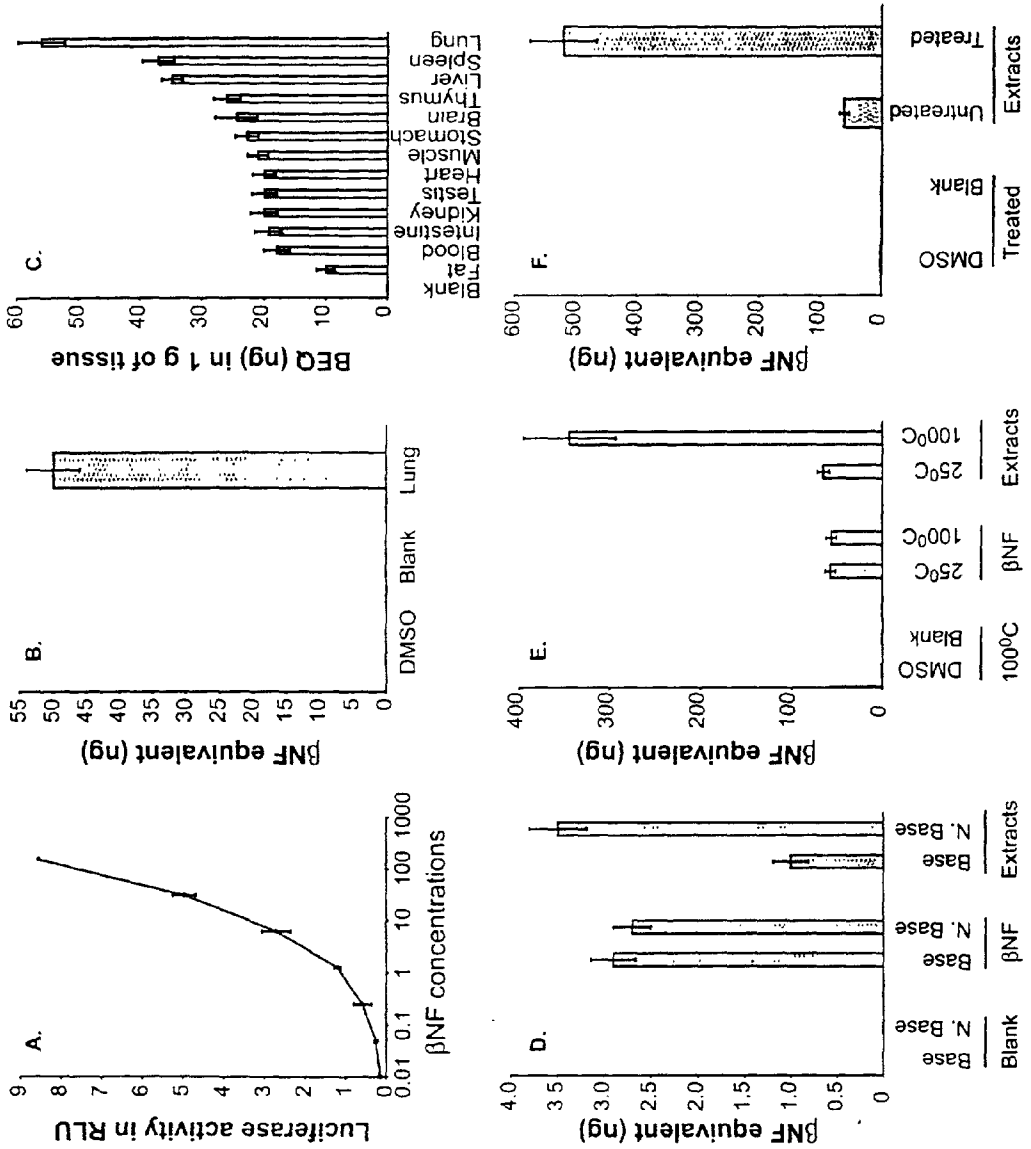 A.
Luciferase activity in RLU
9
8
7
6
5
4
3
2
1
0
0.01
0.1
1
10
100
1000
βNF concentrations
B.
βNF equivalent (ng)
55
50
45
40
35
30
25
20
15
10
5
0
DMSO
Blank
Lung
C.
BEQ (ng) in 1 g of tissue
60
50
40
30
20
10
0
Blank
Fat
Blood
Intestine
Kidney
Testis
Heart
Muscle
Stomach
Brain
Thymus
Liver
Spleen
Lung
D.
βNF equivalent (ng)
4.0
3.5
3.0
2.5
2.0
1.5
1.0
0.5
0
Base
N. Base
Base
N. Base
Base
N. Base
Blank
βNF
Extracts
E.
βNF equivalent (ng)
400
300
200
100
0
DMSO
Blank
25⁰C
100⁰C
25⁰C
100⁰C
100⁰C
βNF
Extracts
F.
βNF equivalent (ng)
600
500
400
300
200
100
0
DMSO
Blank
Untreated
Treated
Treated
Extracts